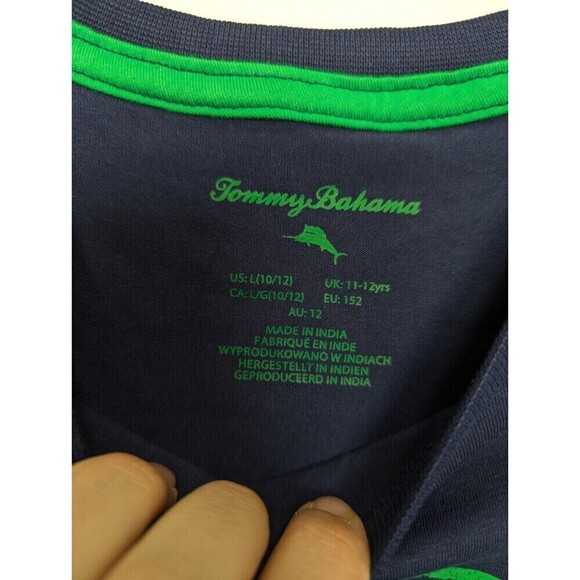 Tommy Bahama
US: L(10/12) UK: 11-12yrs
CA: L/G(10/12) EU: 152
AU: 12
MADE IN INDIA
FABRIQUÉ EN INDE
WYPRODUKOWANO W INDIACH
HERGESTELLT IN INDIEN
GEPRODUCEERD IN INDIA